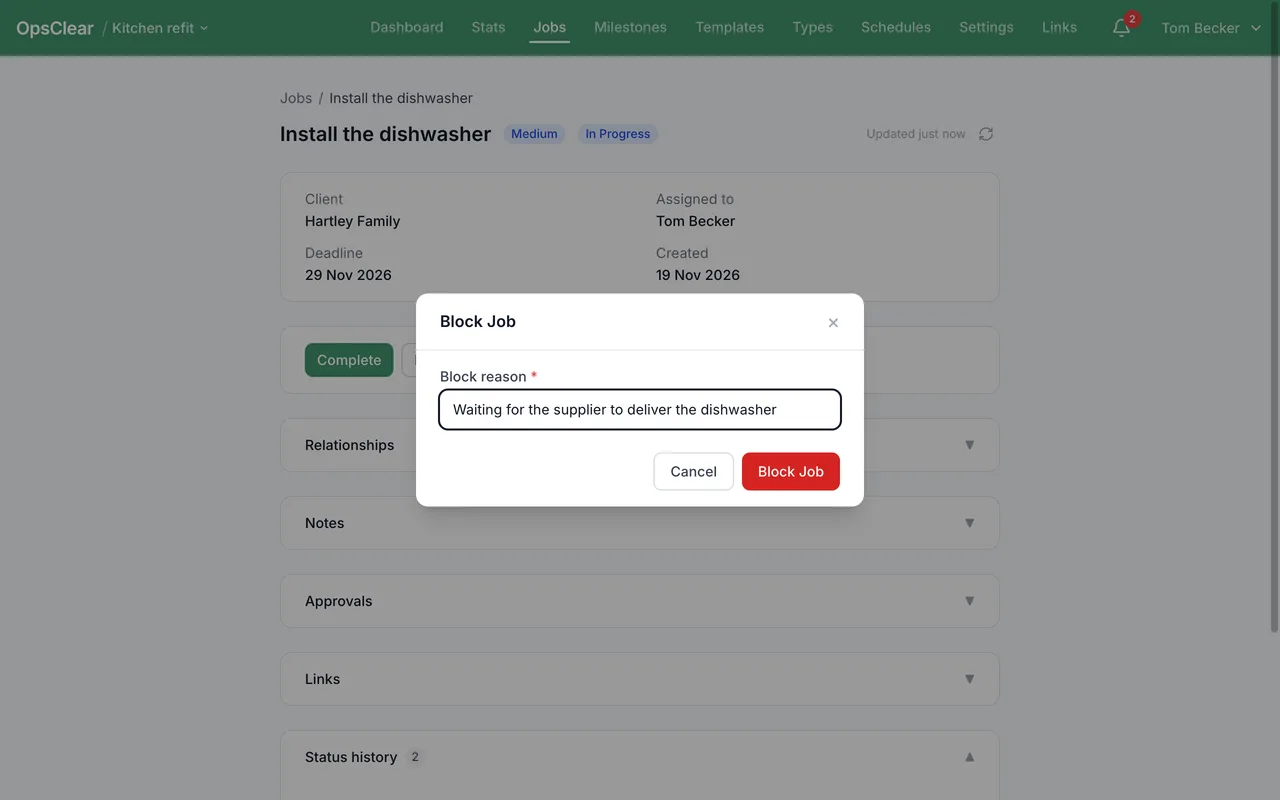 OpsClear / Kitchen refit
Dashboard Stats Jobs Milestones Templates Types Schedules Settings Links 2 Tom Becker
Jobs / Install the dishwasher
Install the dishwasher Medium In Progress Updated just now
Client Assigned to
Hartley Family Tom Becker
Deadline Created
29 Nov 2026 19 Nov 2026
Block Job ×
Complete
Block reason *
Waiting for the supplier to deliver the dishwasher
Relationships ▼
Cancel Block Job
Notes ▼
Approvals ▼
Links ▼
Status history 2 ▲